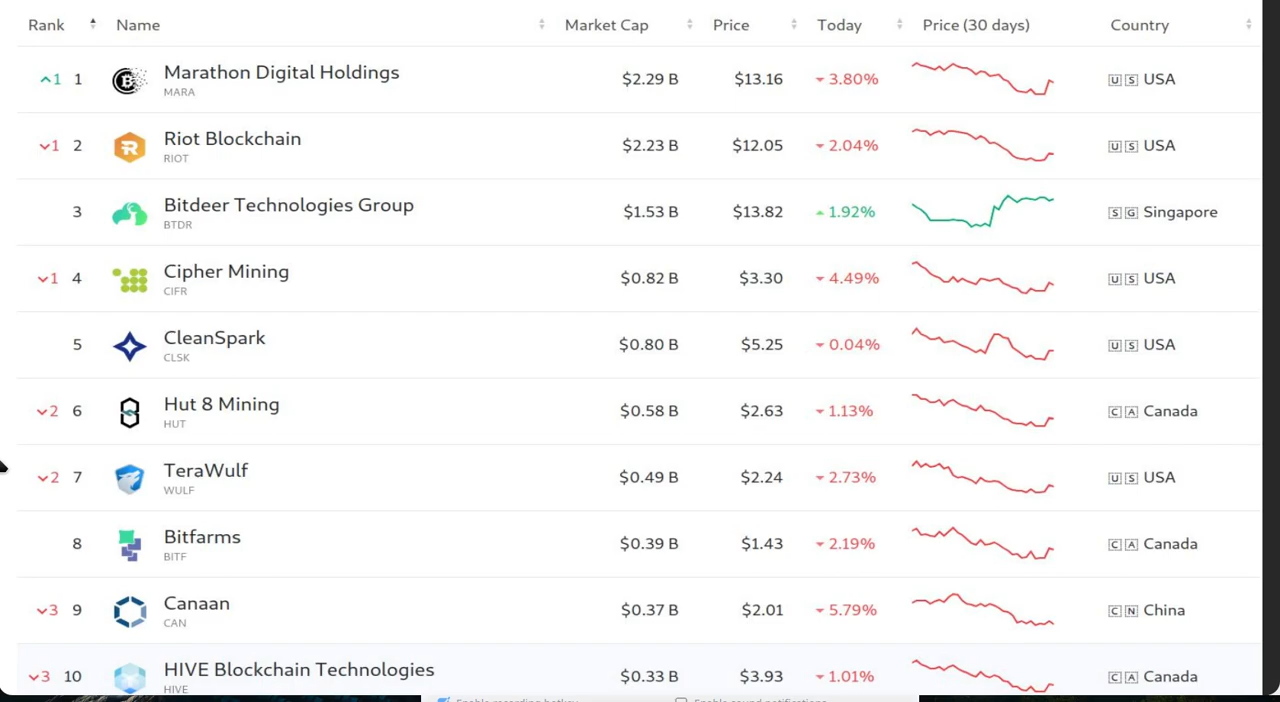 Rank Name Market Cap Price Today Price (30 days) Country
1 1 Marathon Digital Holdings $2.29 B $13.16 3.80% US USA
MARA
1 2 Riot Blockchain $2.23 B $12.05 2.04% US USA
RIOT
3 Bitdeer Technologies Group $1.53 B $13.82 1.92% SG Singapore
BTDR
1 4 Cipher Mining $0.82 B $3.30 4.49% US USA
CIFR
5 CleanSpark $0.80 B $5.25 0.04% US USA
CLSK
2 6 Hut 8 Mining $0.58 B $2.63 1.13% CA Canada
HUT
2 7 TeraWulf $0.49 B $2.24 2.73% US USA
WULF
8 Bitfarms $0.39 B $1.43 2.19% CA Canada
BITF
3 9 Canaan $0.37 B $2.01 5.79% CN China
CAN
3 10 HIVE Blockchain Technologies $0.33 B $3.93 1.01% CA Canada
HIVE
Enable recording hotkey Enable sound notifications